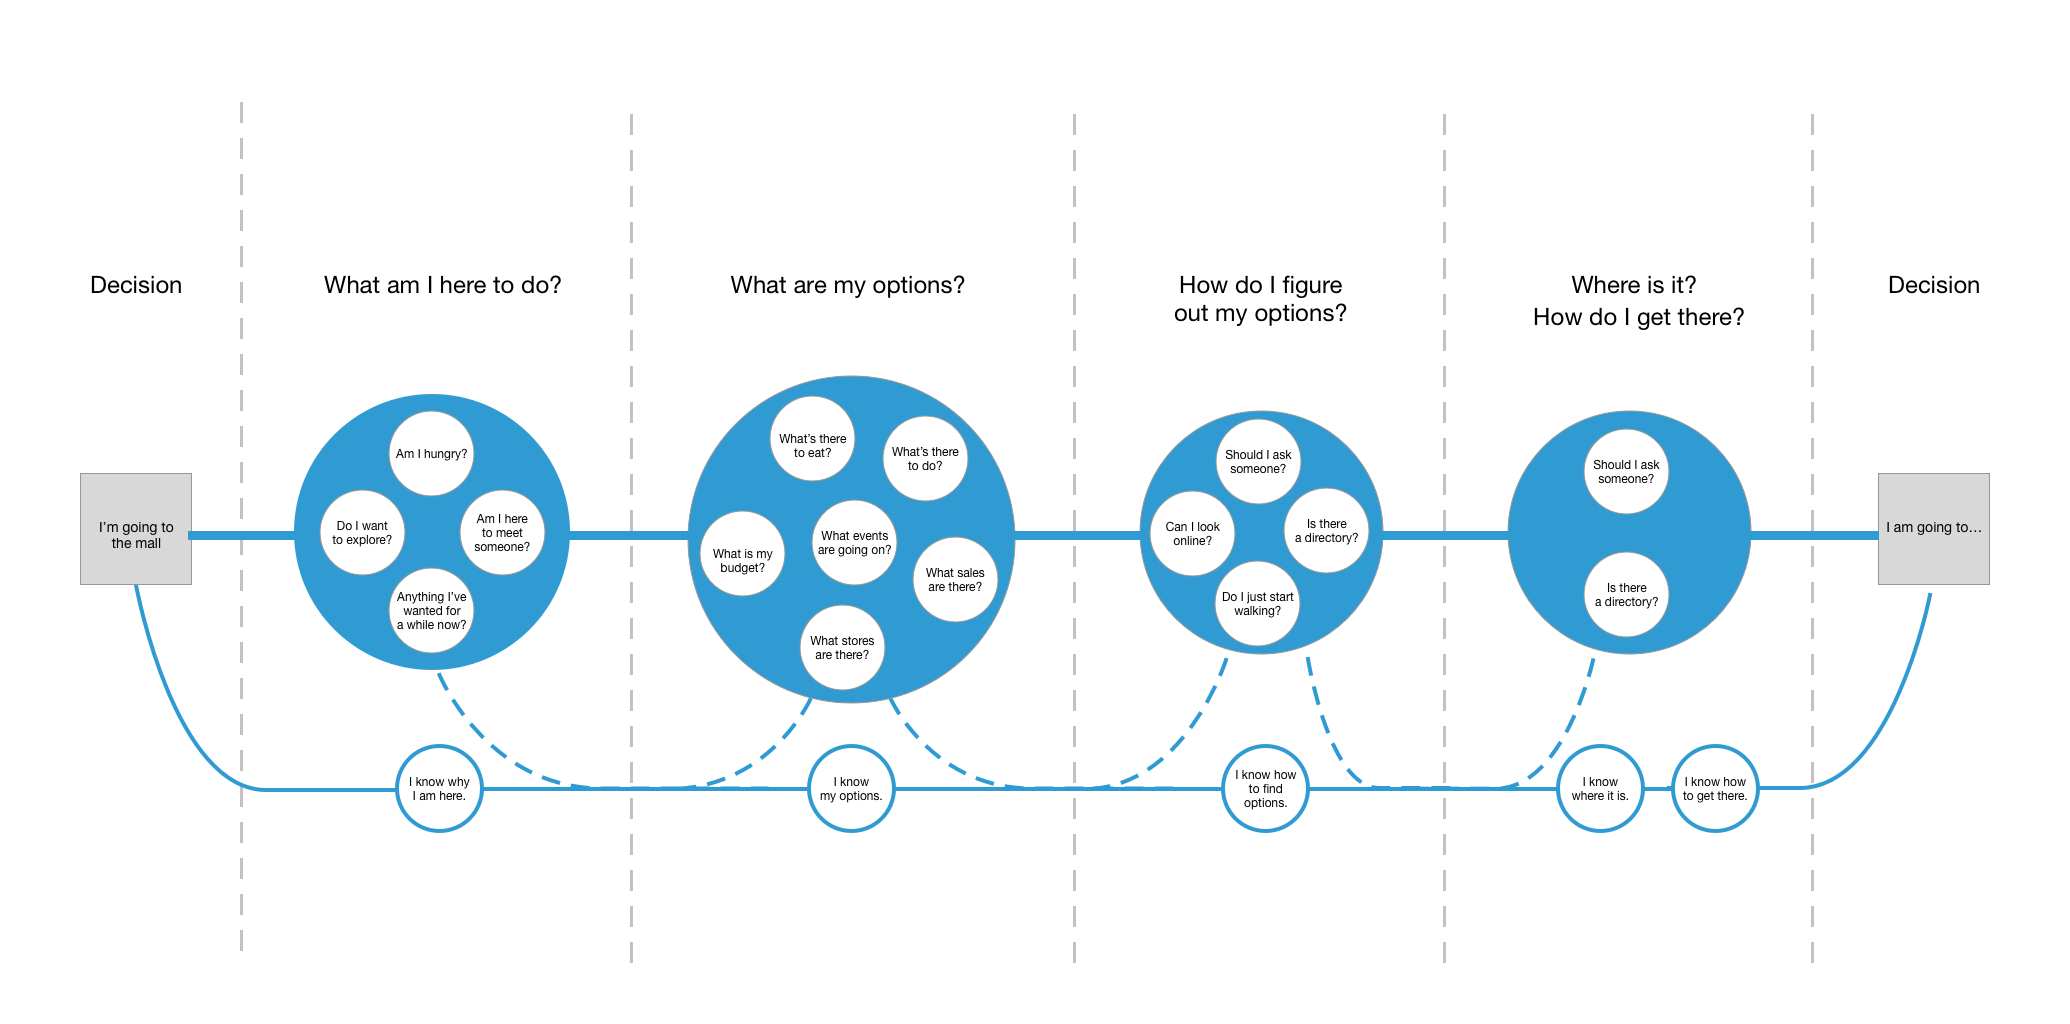 Decision
What am I here to do?
What are my options?
How do I figure
out my options?
Where is it?
How do I get there?
Decision
I'm going to
the mall
Am I hungry?
Do I want
to explore?
Am I here
to meet
someone?
Anything I've
wanted for
a while now?
What's there
to eat?
What's there
to do?
What is my
budget?
What events
are going on?
What sales
are there?
What stores
are there?
Should I ask
someone?
Can I look
online?
Is there
a directory?
Do I just start
walking?
Should I ask
someone?
Is there
a directory?
I am going to...
I know why
I am here.
I know
my options.
I know how
to find
options.
I know
where it is.
I know how
to get there.